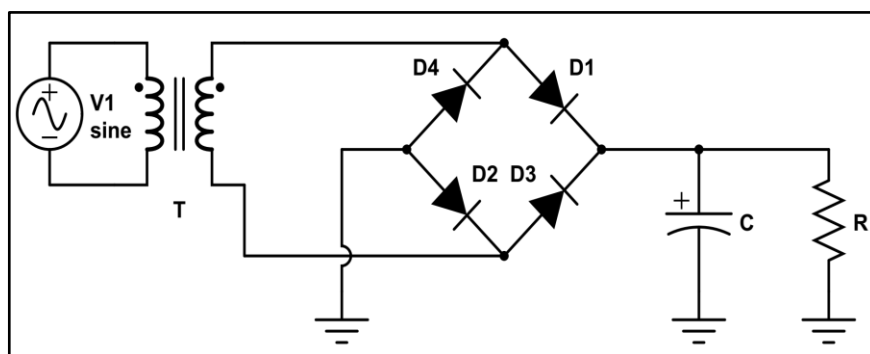 D4
D1
+
V1
sine
−
D2 D3
T
+
C
R